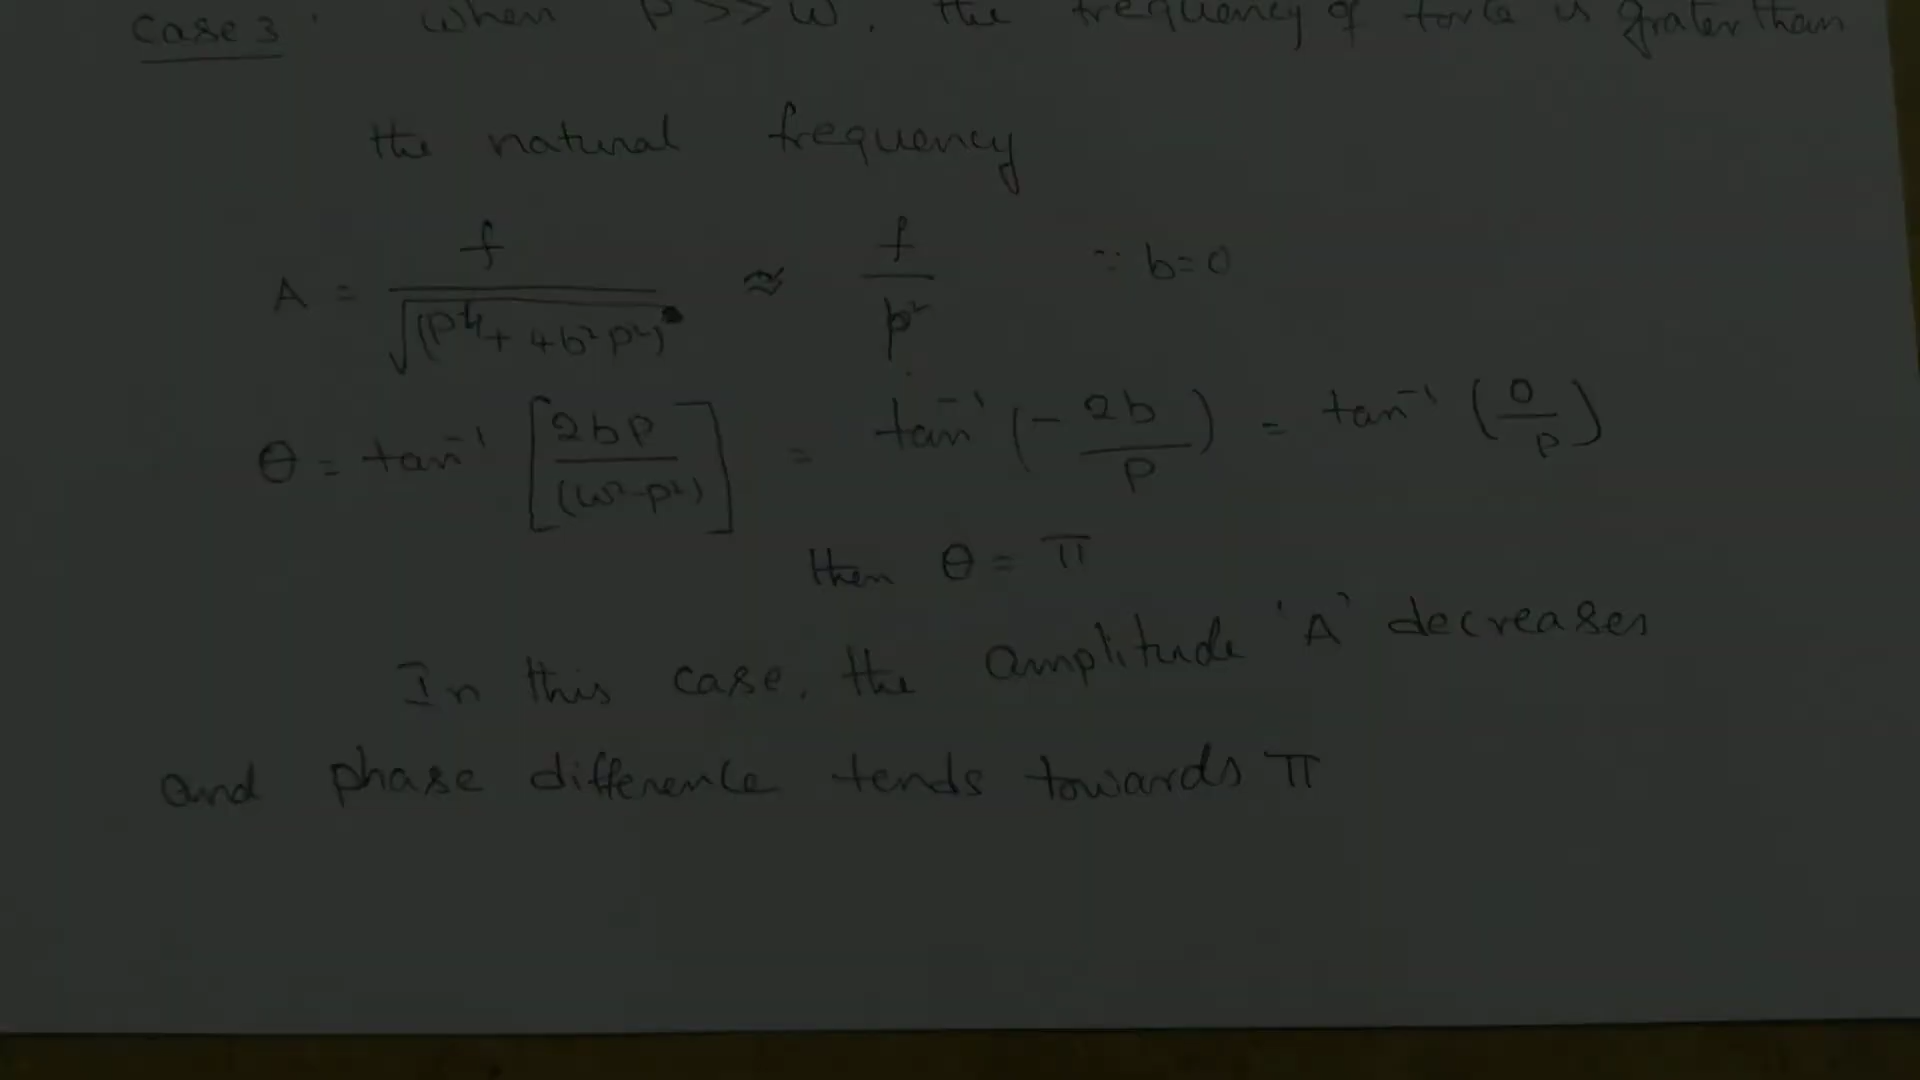 Case 3 : When P >> ω, the frequency of force is grater than
the natural frequency
A = f / √(P⁴ + 4b²p²) ≈ f / p² ∵ b=0
θ = tan⁻¹ [2bp / (ω²-p²)] = tan⁻¹ (- 2b / P) = tan⁻¹ (0 / P)
then θ = π
In this case, the amplitude 'A' decreases
and phase difference tends towards π